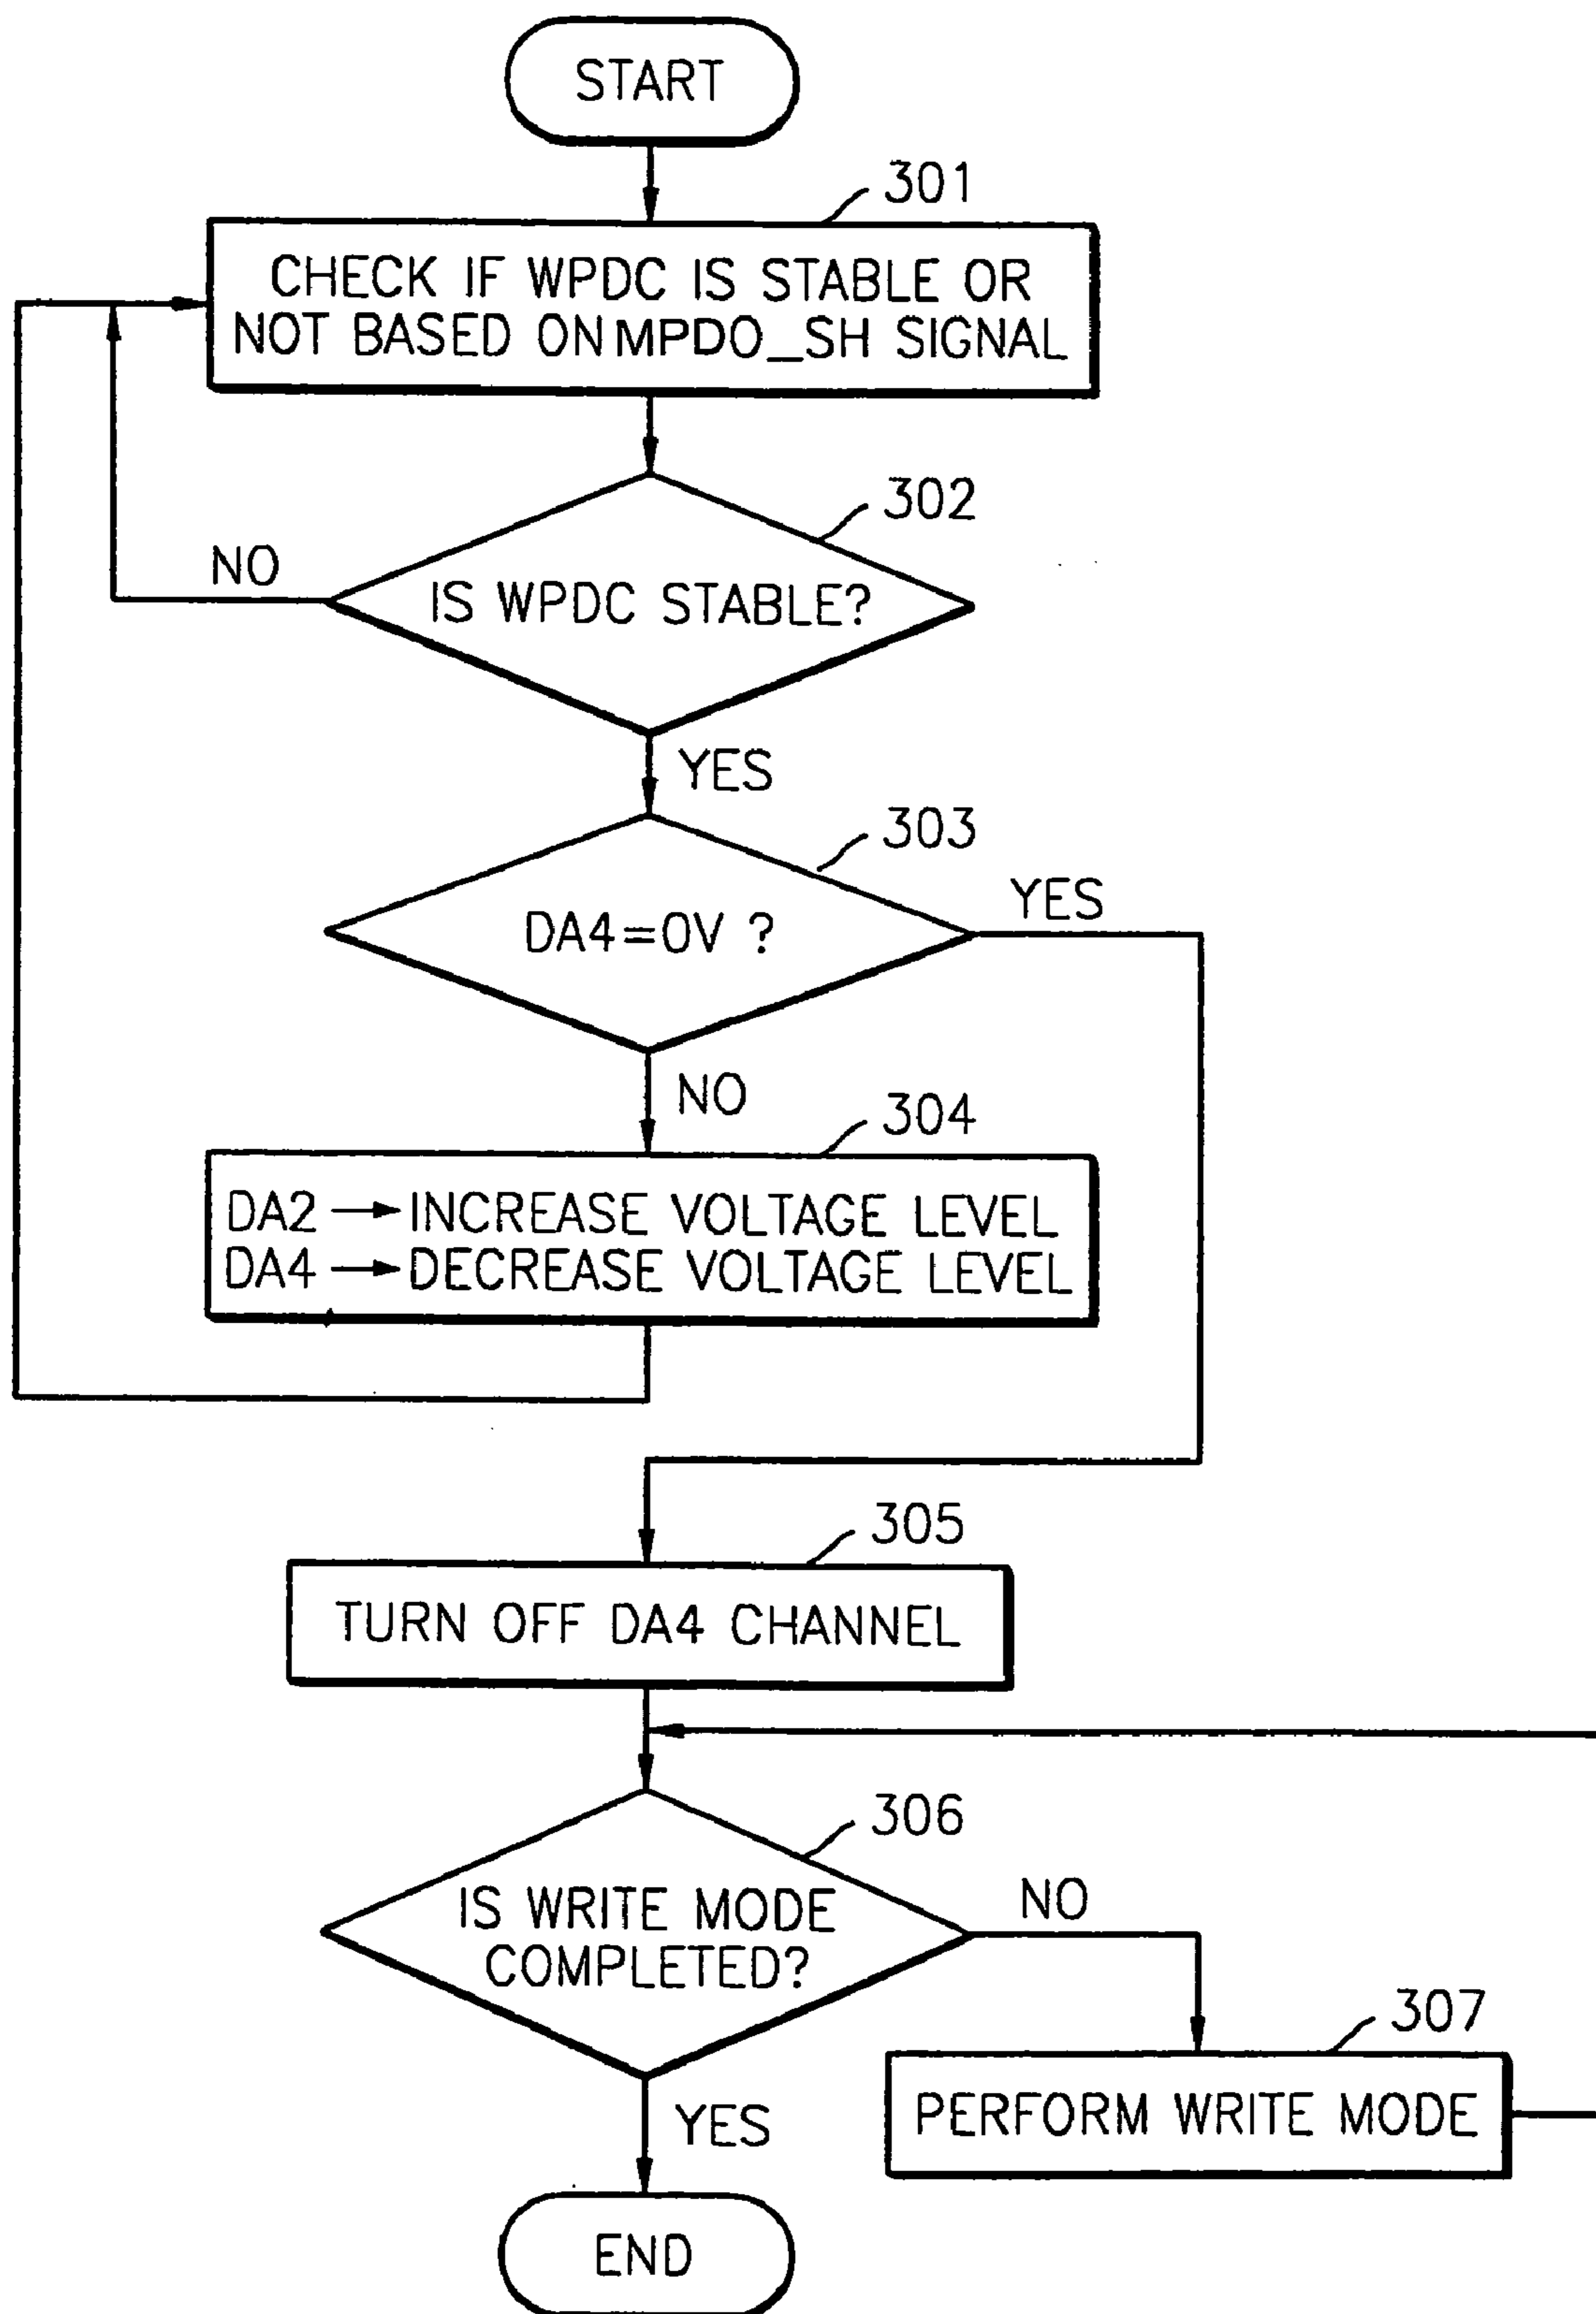 START
301
CHECK IF WPDC IS STABLE OR
NOT BASED ON MPDO_SH SIGNAL
302
NO
IS WPDC STABLE?
YES
303
YES
DA4=0V ?
NO
304
DA2 → INCREASE VOLTAGE LEVEL
DA4 → DECREASE VOLTAGE LEVEL
305
TURN OFF DA4 CHANNEL
306
IS WRITE MODE
COMPLETED?
NO
307
PERFORM WRITE MODE
YES
END